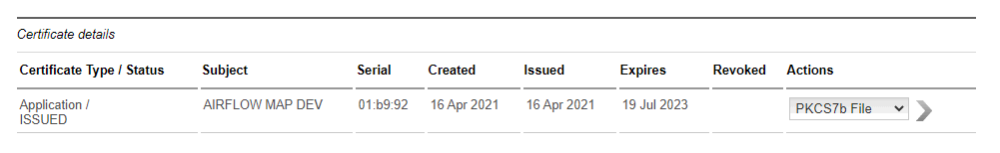 Certificate details
Certificate Type / Status Subject Serial Created Issued Expires Revoked Actions
Application / AIRFLOW MAP DEV 01:b9:92 16 Apr 2021 16 Apr 2021 19 Jul 2023 PKCS7b File
ISSUED